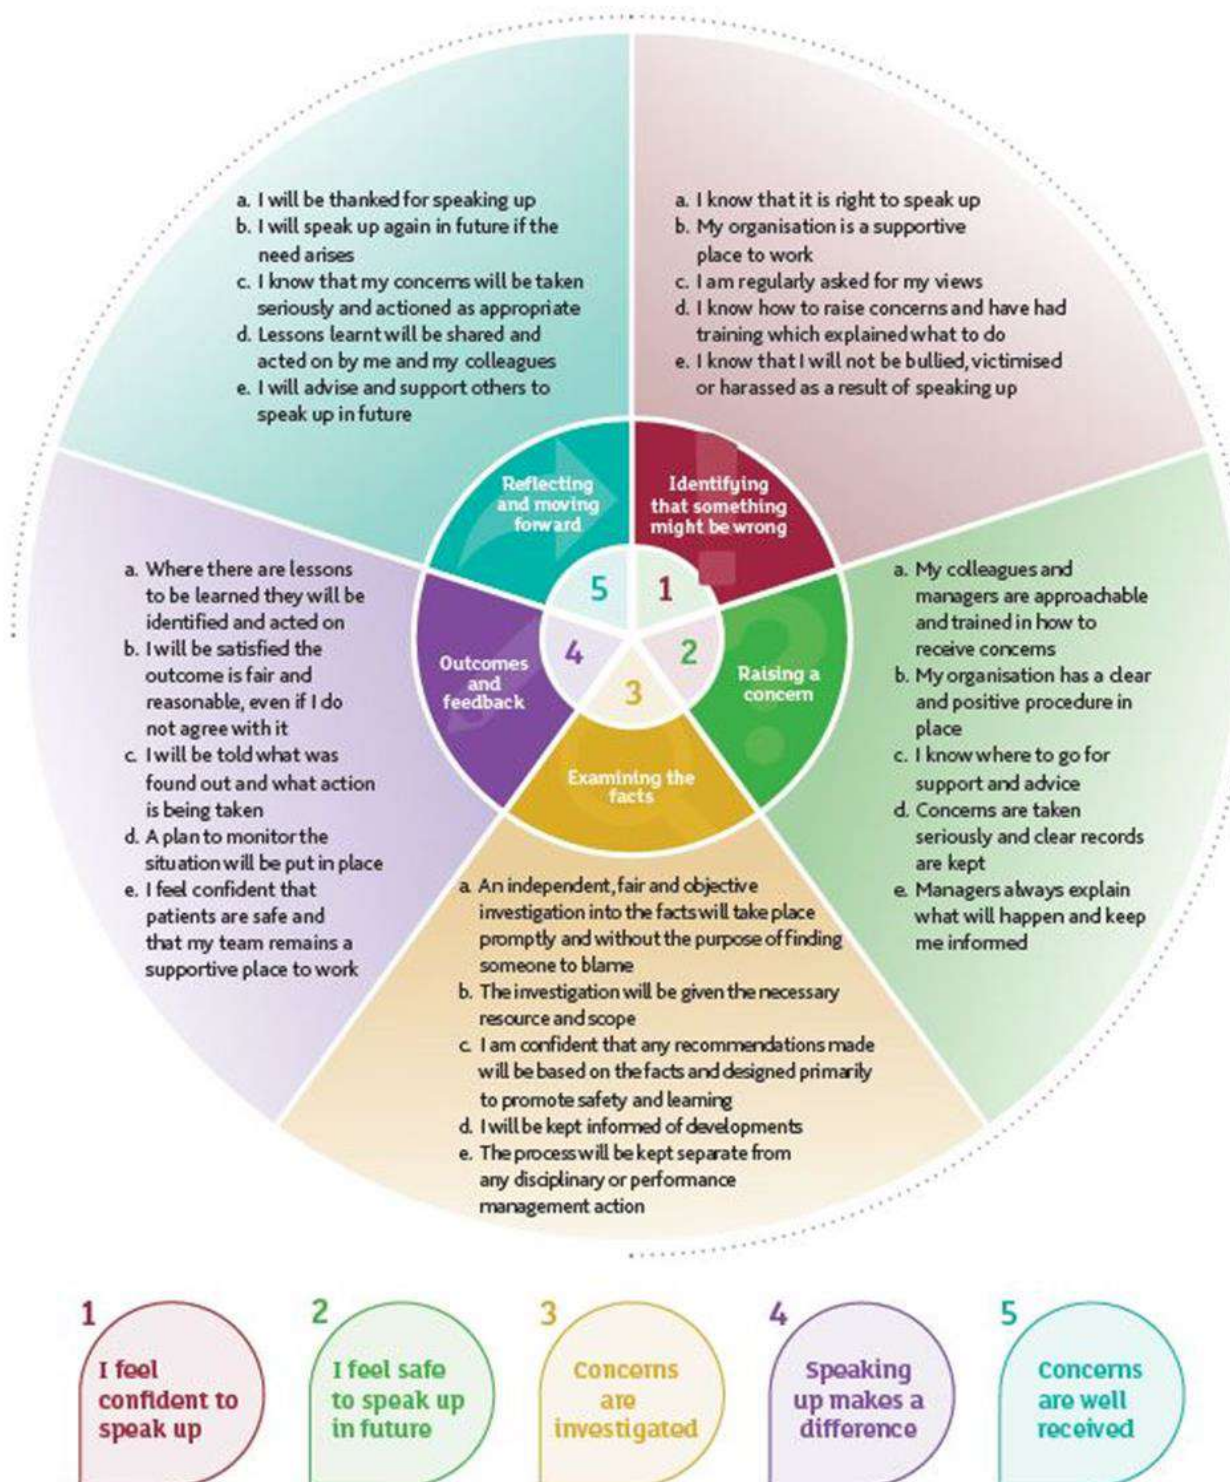 a. I will be thanked for speaking up
b. I will speak up again in future if the
need arises
c. I know that my concerns will be taken
seriously and actioned as appropriate
d. Lessons learnt will be shared and
acted on by me and my colleagues
e. I will advise and support others to
speak up in future
a. I know that it is right to speak up
b. My organisation is a supportive
place to work
c. I am regularly asked for my views
d. I know how to raise concerns and have had
training which explained what to do
e. I know that I will not be bullied, victimised
or harassed as a result of speaking up
Reflecting
and moving
forward
Identifying
that something
might be wrong
5
1
4
2
3
Outcomes
and
feedback
Raising a
concern
Examining the
facts
a. Where there are lessons
to be learned they will be
identified and acted on
b. I will be satisfied the
outcome is fair and
reasonable, even if I do
not agree with it
c. I will be told what was
found out and what action
is being taken
d. A plan to monitor the
situation will be put in place
e. I feel confident that
patients are safe and
that my team remains a
supportive place to work
a. My colleagues and
managers are approachable
and trained in how to
receive concerns
b. My organisation has a clear
and positive procedure in
place
c. I know where to go for
support and advice
d. Concerns are taken
seriously and clear records
are kept
e. Managers always explain
what will happen and keep
me informed
a. An independent, fair and objective
investigation into the facts will take place
promptly and without the purpose of finding
someone to blame
b. The investigation will be given the necessary
resource and scope
c. I am confident that any recommendations made
will be based on the facts and designed primarily
to promote safety and learning
d. I will be kept informed of developments
e. The process will be kept separate from
any disciplinary or performance
management action
1
I feel
confident to
speak up
2
I feel safe
to speak up
in future
3
Concerns
are
investigated
4
Speaking
up makes a
difference
5
Concerns
are well
received